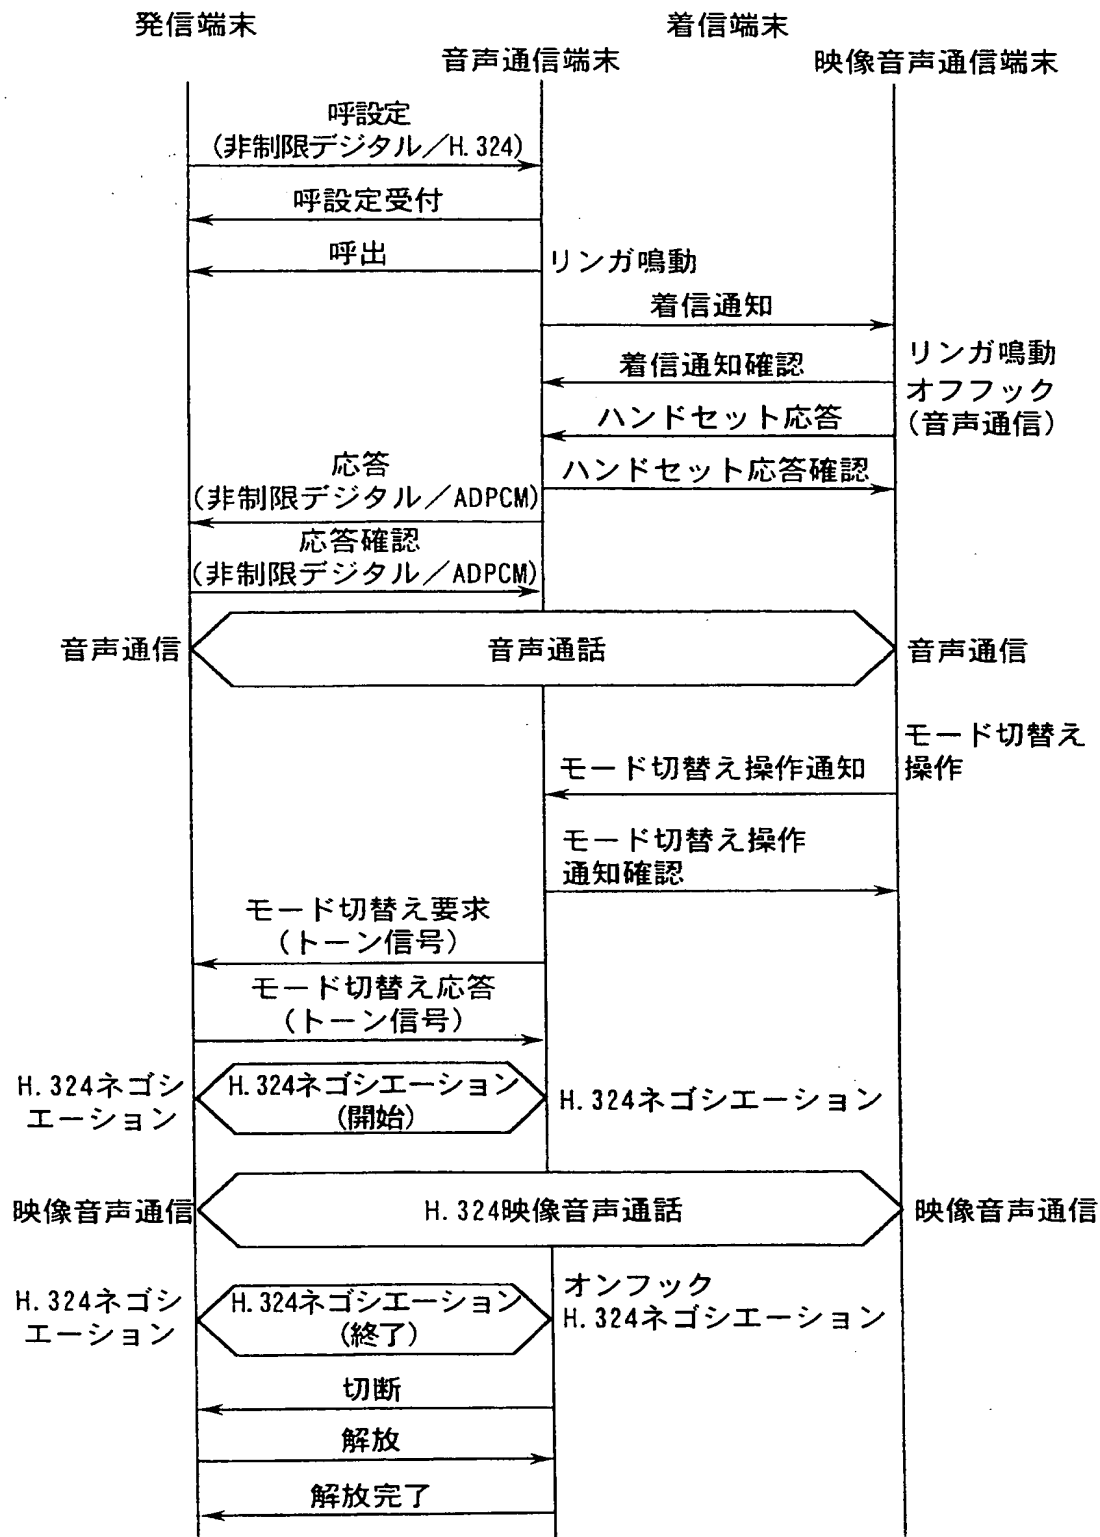 発信端末
着信端末
音声通信端末
映像音声通信端末
呼設定
(非制限デジタル／H.324)
呼設定受付
呼出
リンガ鳴動
着信通知
リンガ鳴動
着信通知確認
オフフック
(音声通信)
ハンドセット応答
応答
(非制限デジタル／ADPCM)
ハンドセット応答確認
応答確認
(非制限デジタル／ADPCM)
音声通信
音声通話
音声通信
モード切替え
操作
モード切替え操作通知
モード切替え操作
通知確認
モード切替え要求
(トーン信号)
モード切替え応答
(トーン信号)
H.324ネゴシ
エーション
H.324ネゴシエーション
(開始)
H.324ネゴシエーション
映像音声通信
H.324映像音声通話
映像音声通信
H.324ネゴシ
エーション
H.324ネゴシエーション
(終了)
オンフック
H.324ネゴシエーション
切断
解放
解放完了